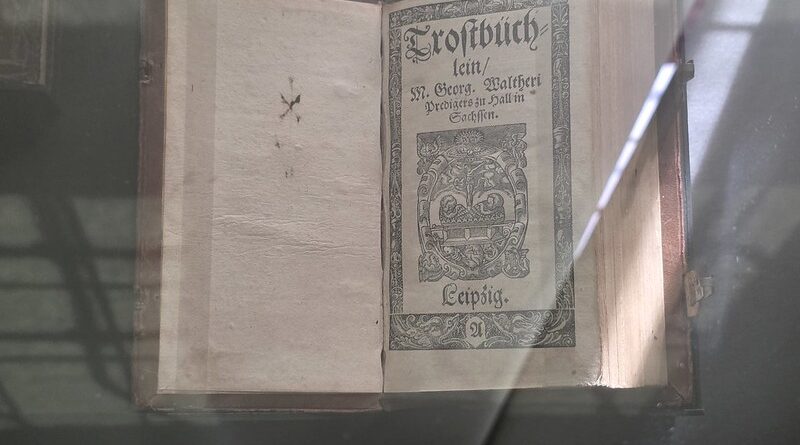 Troſtbüch⸗
lein/
M. Georg. Waltheri
Predigers zu Hall in
Sachſſen.
Leipzig.
A